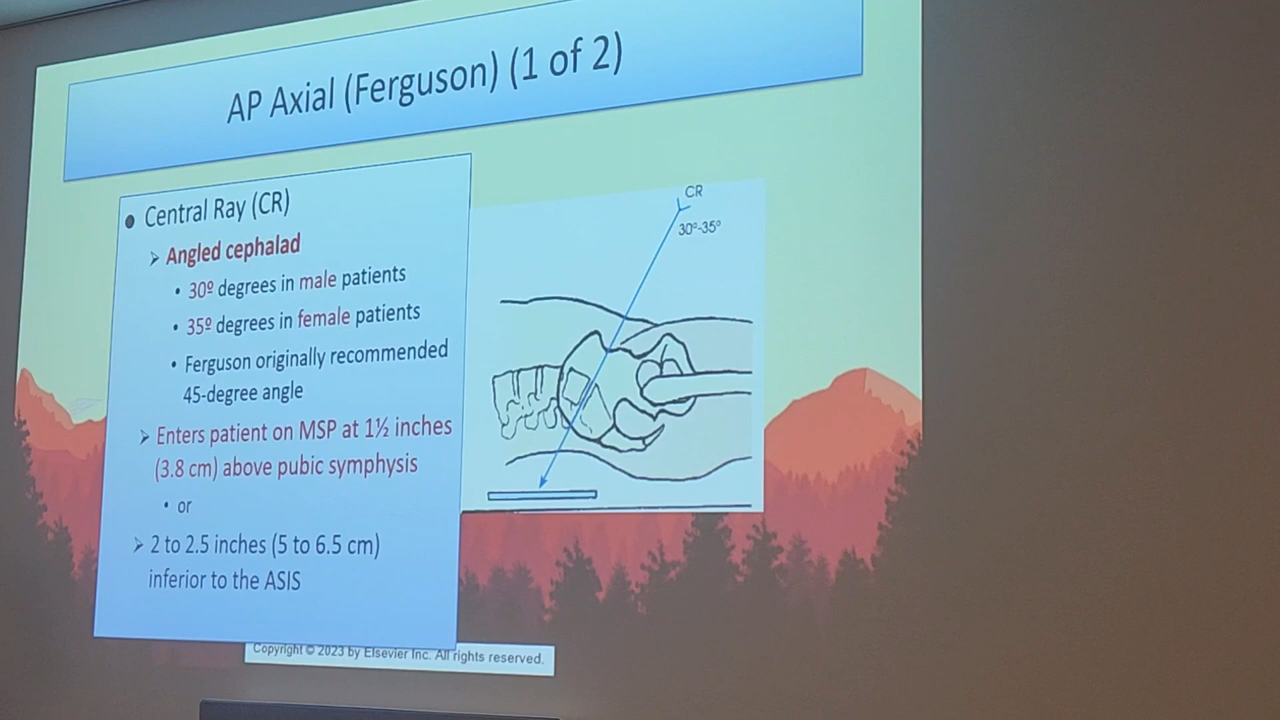 AP Axial (Ferguson) (1 of 2)
● Central Ray (CR)
➢ Angled cephalad
• 30º degrees in male patients
• 35º degrees in female patients
• Ferguson originally recommended
45-degree angle
➢ Enters patient on MSP at 1½ inches
(3.8 cm) above pubic symphysis
• or
➢ 2 to 2.5 inches (5 to 6.5 cm)
inferior to the ASIS
CR
30º-35º
Copyright © 2023 by Elsevier Inc. All rights reserved.